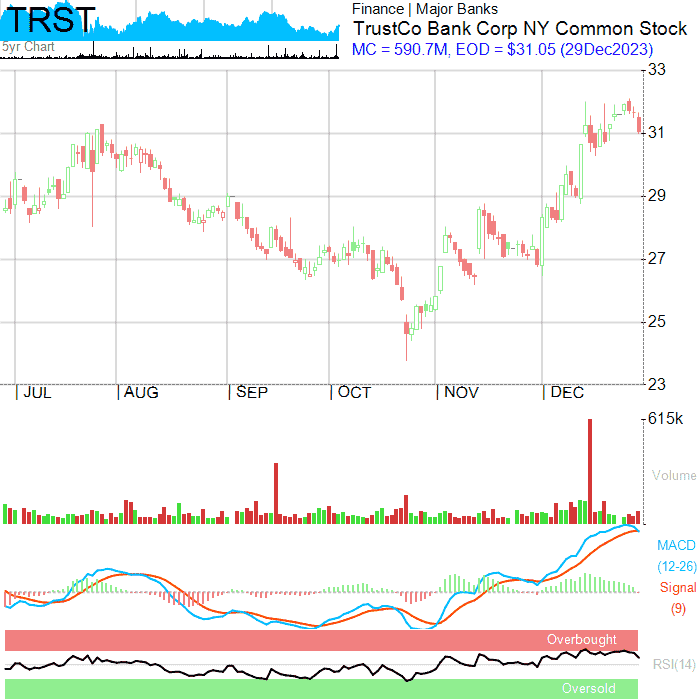 TRST
5yr Chart
Finance | Major Banks
TrustCo Bank Corp NY Common Stock
MC = 590.7M, EOD = $31.05 (29Dec2023)
33
31
29
27
25
23
JUL AUG SEP OCT NOV DEC
615k
Volume
MACD
(12-26)
Signal
(9)
Overbought
RSI(14)
Oversold